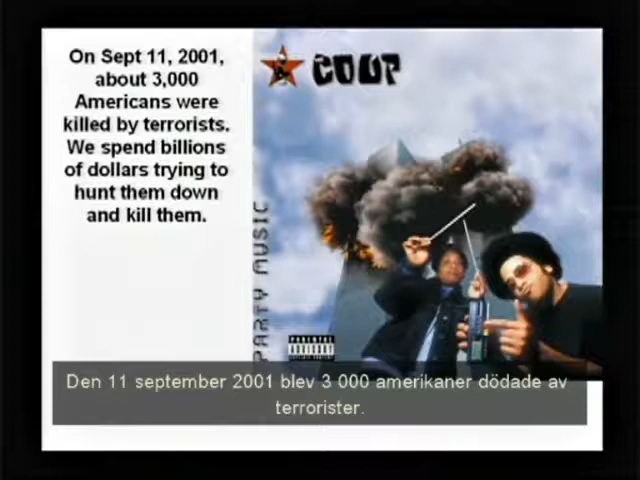 On Sept 11, 2001,
about 3,000
Americans were
killed by terrorists.
We spend billions
of dollars trying to
hunt them down
and kill them.
THE COUP
PARTY MUSIC
PARENTAL
ADVISORY
EXPLICIT CONTENT
Den 11 september 2001 blev 3 000 amerikaner dödade av
terrorister.